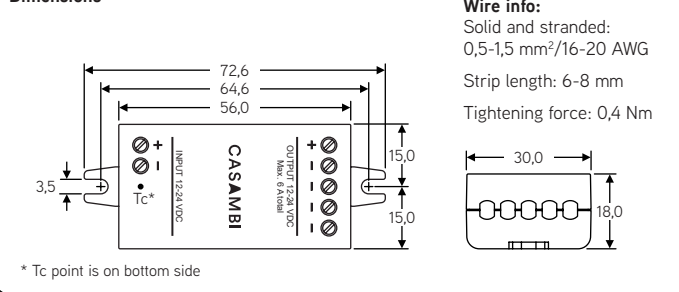 Dimensions
Wire info:
Solid and stranded:
0,5-1,5 mm²/16-20 AWG
Strip length: 6-8 mm
Tightening force: 0,4 Nm
72,6
64,6
56,0
3,5
+
-
Tc*
INPUT 12-24 VDC
CASAMBI
OUTPUT 12-24 VDC
Max. 6 A total
+
-
-
-
-
15,0
15,0
30,0
18,0
* Tc point is on bottom side